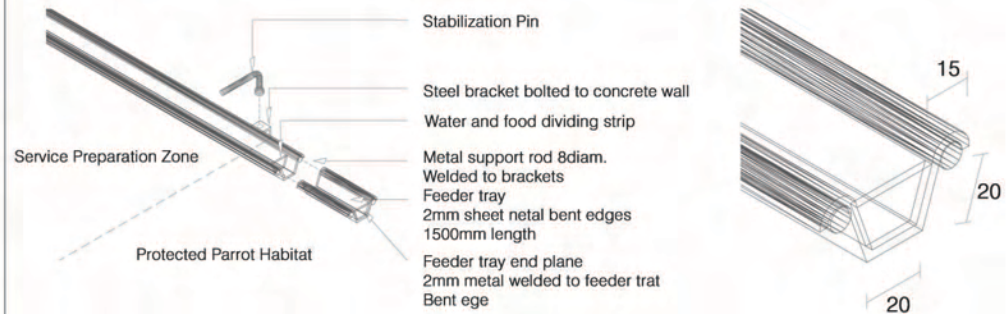 Stabilization Pin
Steel bracket bolted to concrete wall
Water and food dividing strip
Service Preparation Zone
Metal support rod 8diam.
Welded to brackets
Feeder tray
2mm sheet netal bent edges
1500mm length
Protected Parrot Habitat
Feeder tray end plane
2mm metal welded to feeder trat
Bent ege
15
20
20